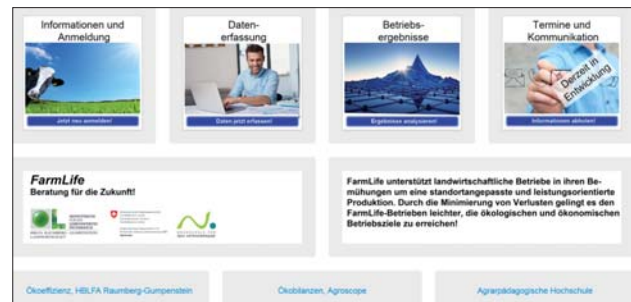 Informationen und
Anmeldung
Jetzt neu anmelden!
Daten-
erfassung
Daten jetzt erfassen!
Betriebs-
ergebnisse
Ergebnisse analysieren!
Termine und
Kommunikation
Derzeit in
Entwicklung
Informationen abholen!
FarmLife
Beratung für die Zukunft!
FarmLife unterstützt landwirtschaftliche Betriebe in ihren Be-
mühungen um eine standortangepasste und leistungsorientierte
Produktion. Durch die Minimierung von Verlusten gelingt es den
FarmLife-Betrieben leichter, die ökologischen und ökonomischen
Betriebsziele zu erreichen!
Ökoeffizienz, HBLFA Raumberg-Gumpenstein
Ökobilanzen, Agroscope
Agrarpädagogische Hochschule